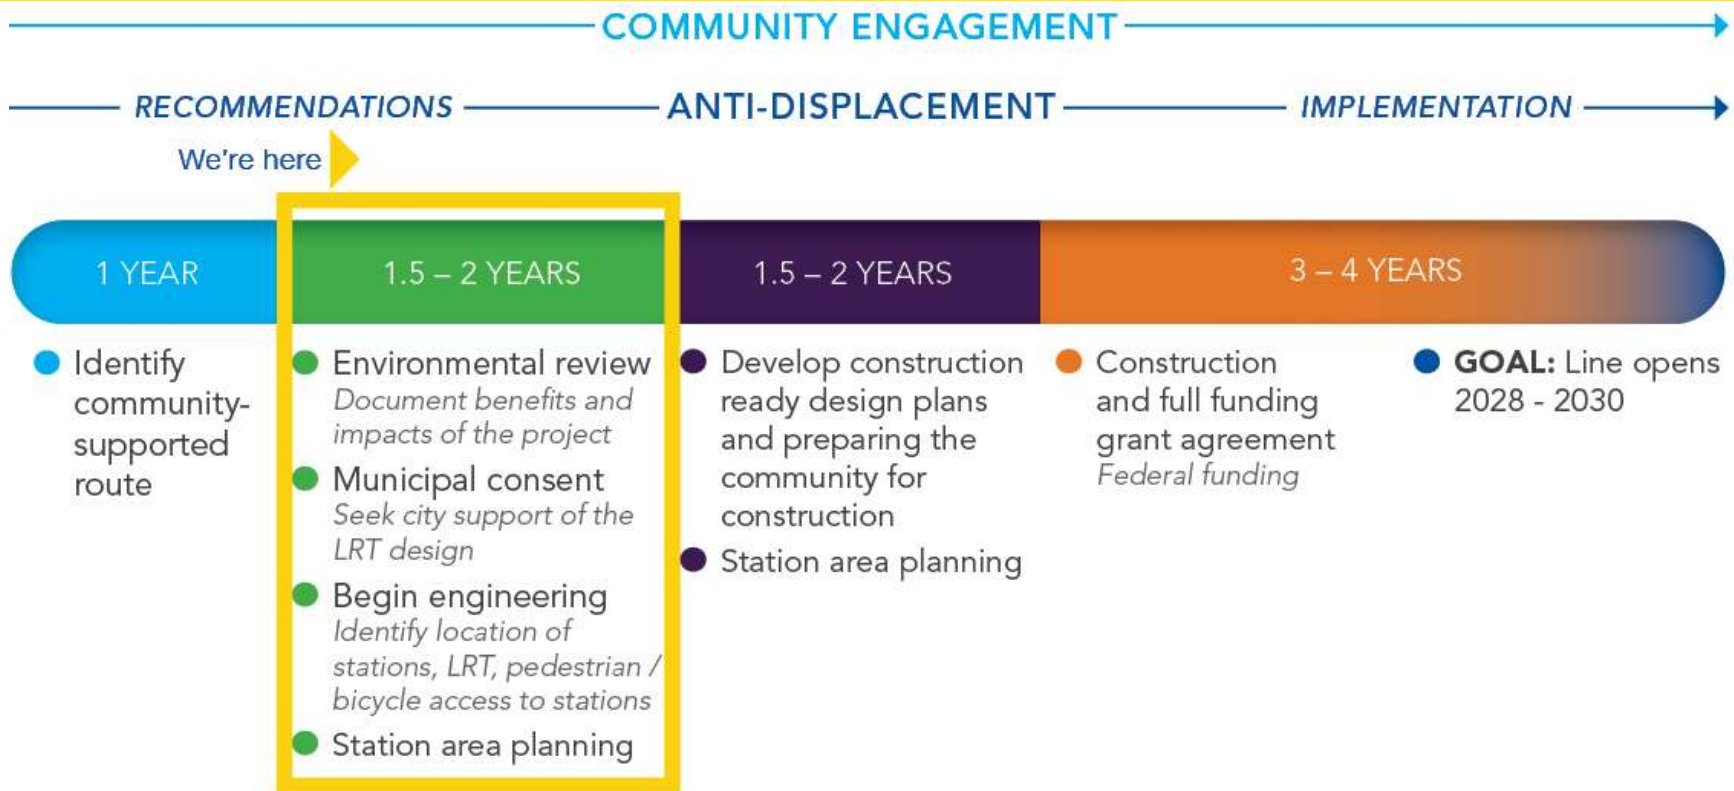 COMMUNITY ENGAGEMENT
RECOMMENDATIONS
ANTI-DISPLACEMENT
IMPLEMENTATION
We're here
1 YEAR
1.5 – 2 YEARS
1.5 – 2 YEARS
3 – 4 YEARS
Identify
community-
supported
route
Environmental review
Document benefits and
impacts of the project
Municipal consent
Seek city support of the
LRT design
Begin engineering
Identify location of
stations, LRT, pedestrian /
bicycle access to stations
Station area planning
Develop construction
ready design plans
and preparing the
community for
construction
Station area planning
Construction
and full funding
grant agreement
Federal funding
GOAL: Line opens
2028 - 2030